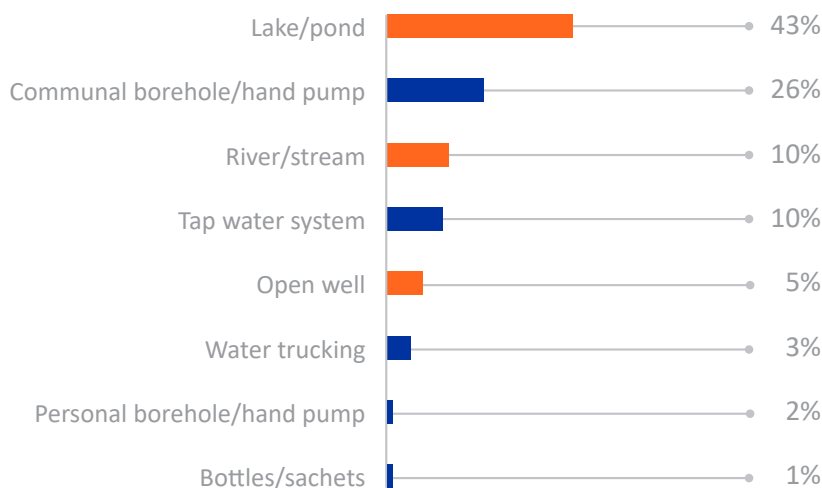 Lake/pond 43%
Communal borehole/hand pump 26%
River/stream 10%
Tap water system 10%
Open well 5%
Water trucking 3%
Personal borehole/hand pump 2%
Bottles/sachets 1%